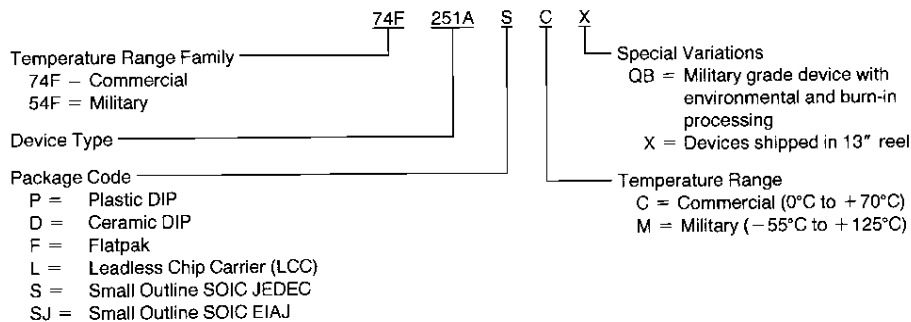 74F 251A S C X
Temperature Range Family
74F – Commercial
54F = Military
Device Type
Package Code
P = Plastic DIP
D = Ceramic DIP
F = Flatpak
L = Leadless Chip Carrier (LCC)
S = Small Outline SOIC JEDEC
SJ = Small Outline SOIC EIAJ
Special Variations
QB = Military grade device with
environmental and burn-in
processing
X = Devices shipped in 13″ reel
Temperature Range
C = Commercial (0°C to +70°C)
M = Military (−55°C to +125°C)